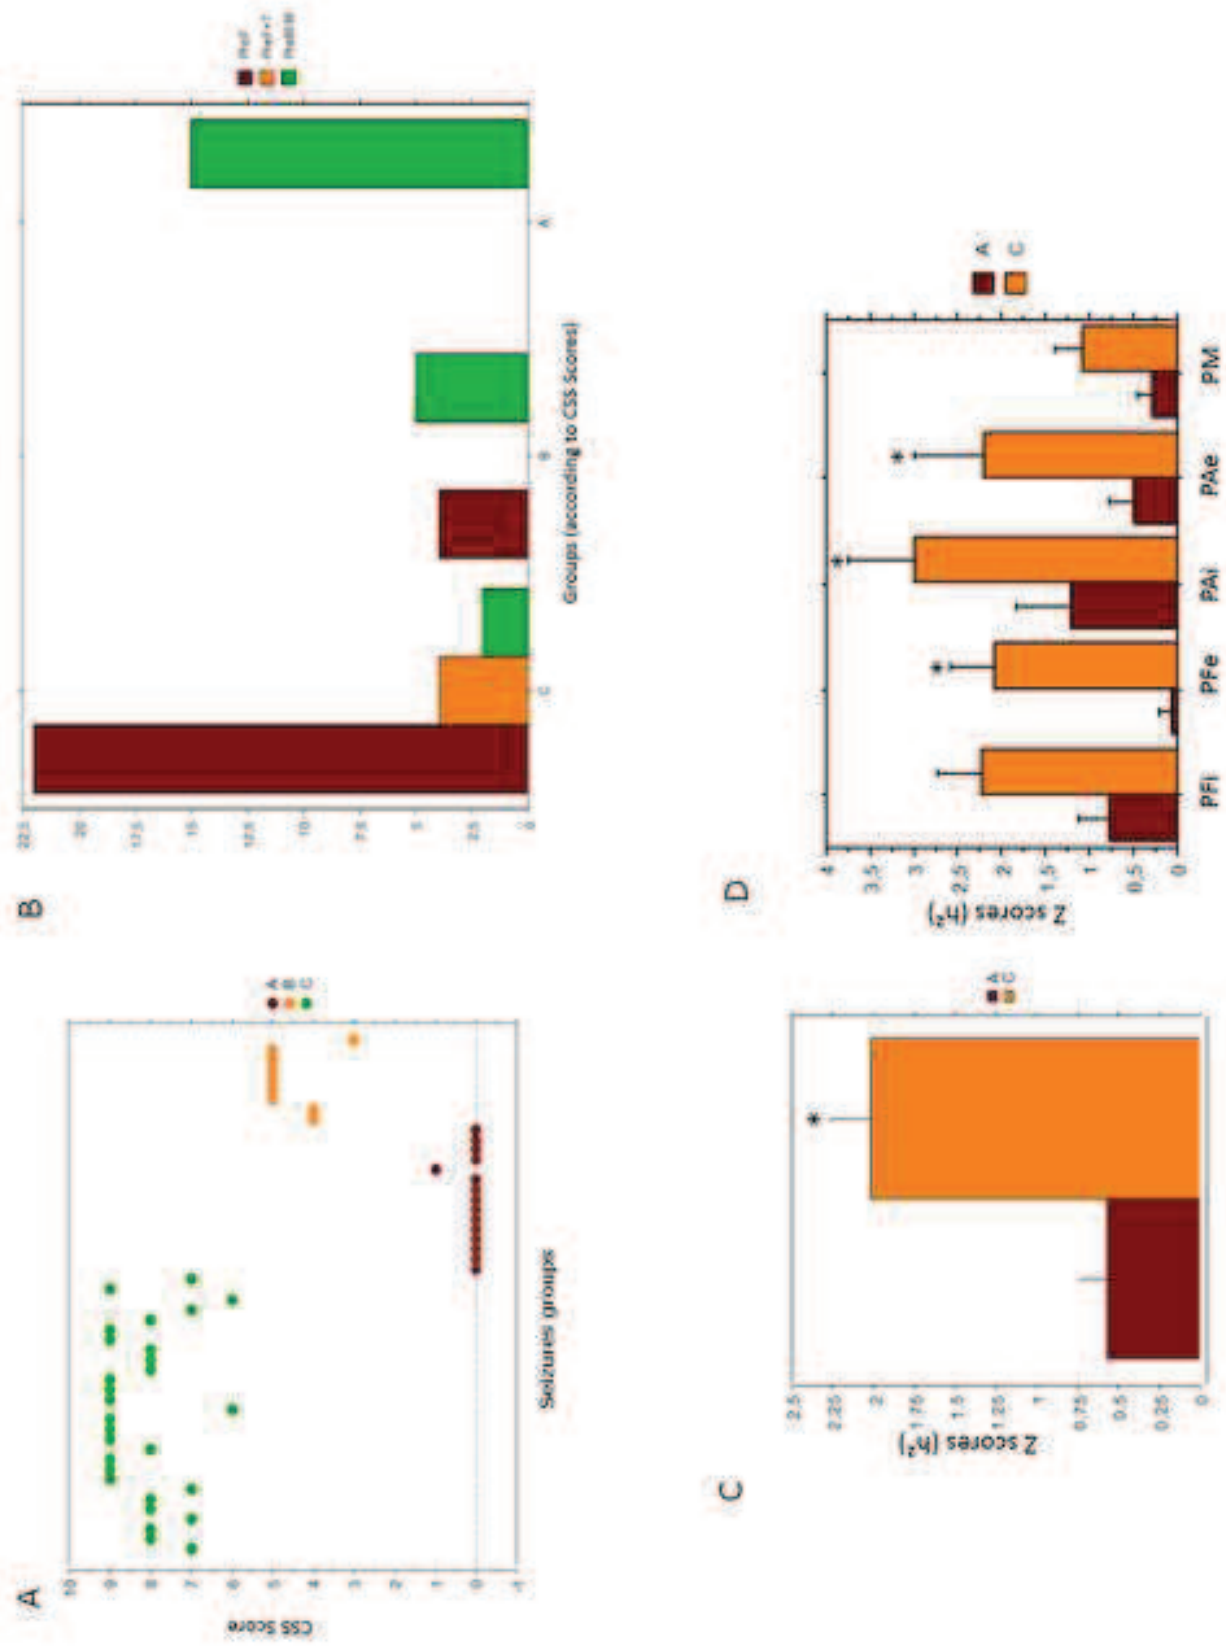 A
10
9
8
7
6
5
4
3
2
1
0
-1
CSS Score
Seizures groups
A
B
C
B
22.5
20
17.5
15
12.5
10
7.5
5
2.5
0
C
B
A
Groups (according to CSS Scores)
C
2.5
2.25
2
1.75
1.5
1.25
1
0.75
0.5
0.25
0
Z scores (h²)
*
A
C
D
4
3.5
3
2.5
2
1.5
1
0.5
0
Z scores (h²)
* * *
PFi PFe PAi PAe PM
A
C